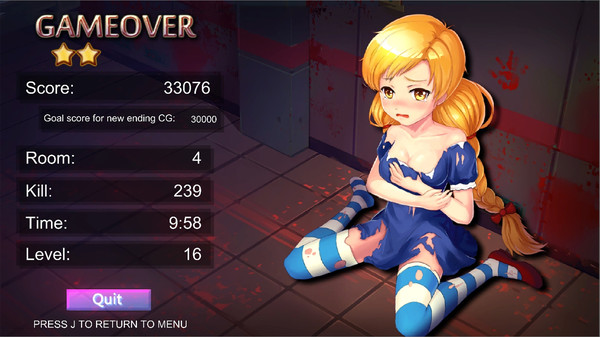 GAMEOVER
Score: 33076
Goal score for new ending CG: 30000
Room: 4
Kill: 239
Time: 9:58
Level: 16
Quit
PRESS J TO RETURN TO MENU